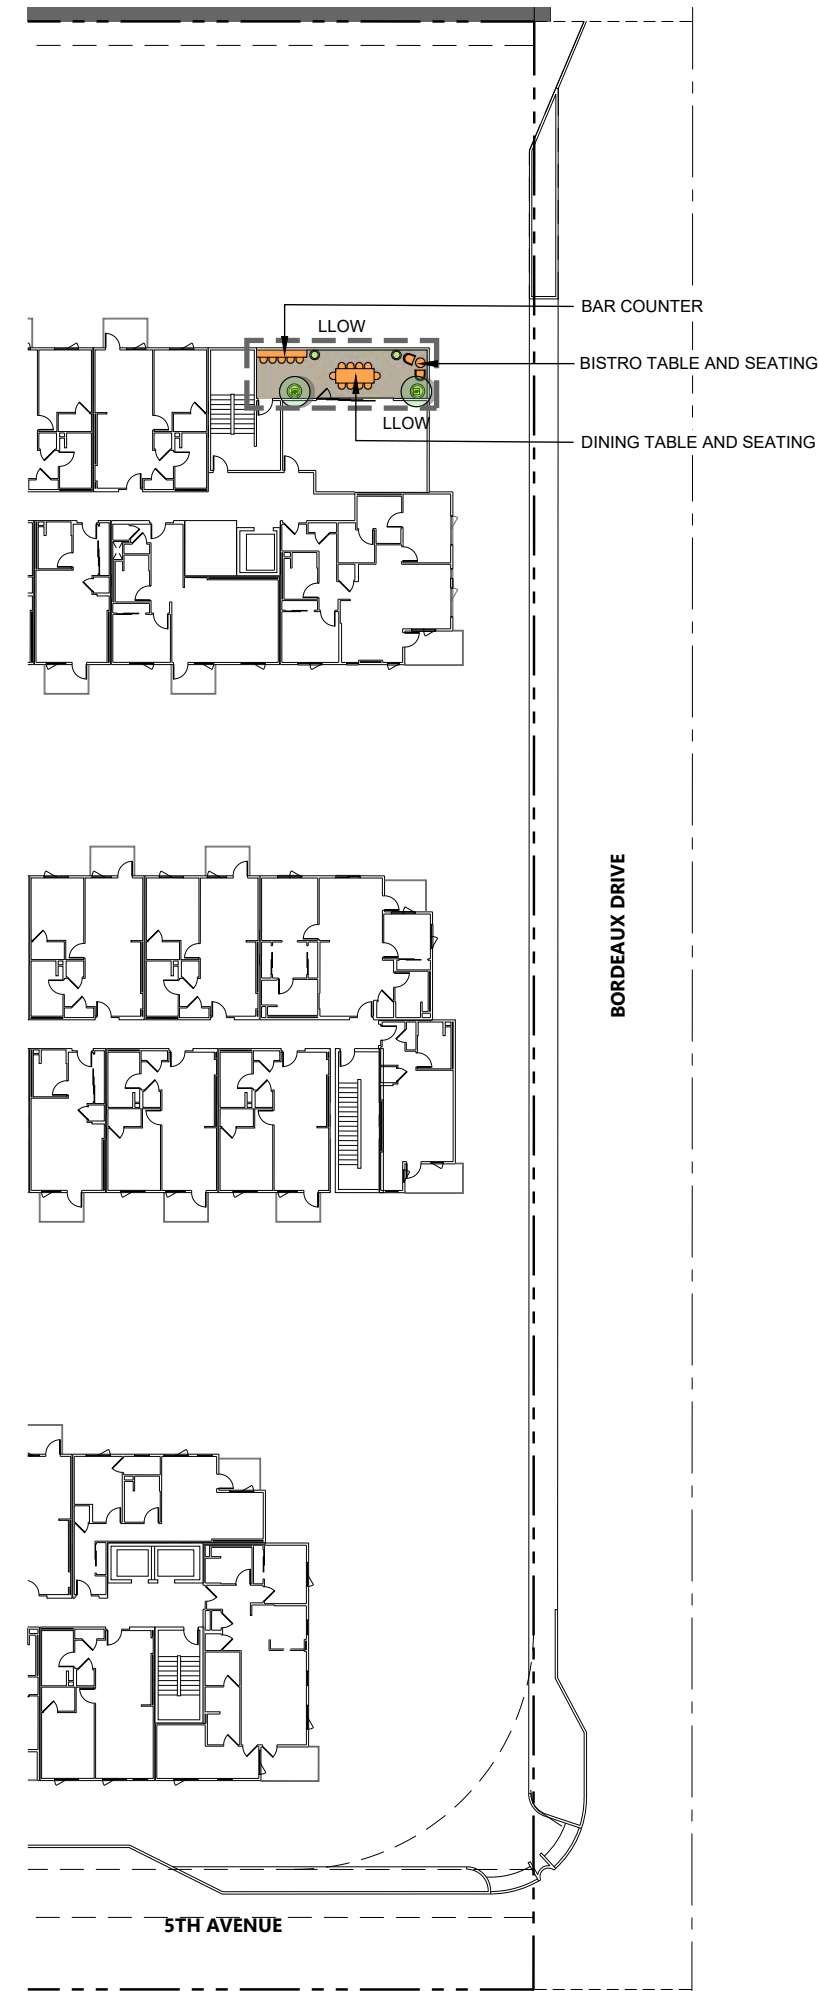 BAR COUNTER
LLOW
BISTRO TABLE AND SEATING
LLOW
DINING TABLE AND SEATING
BORDEAUX DRIVE
5TH AVENUE